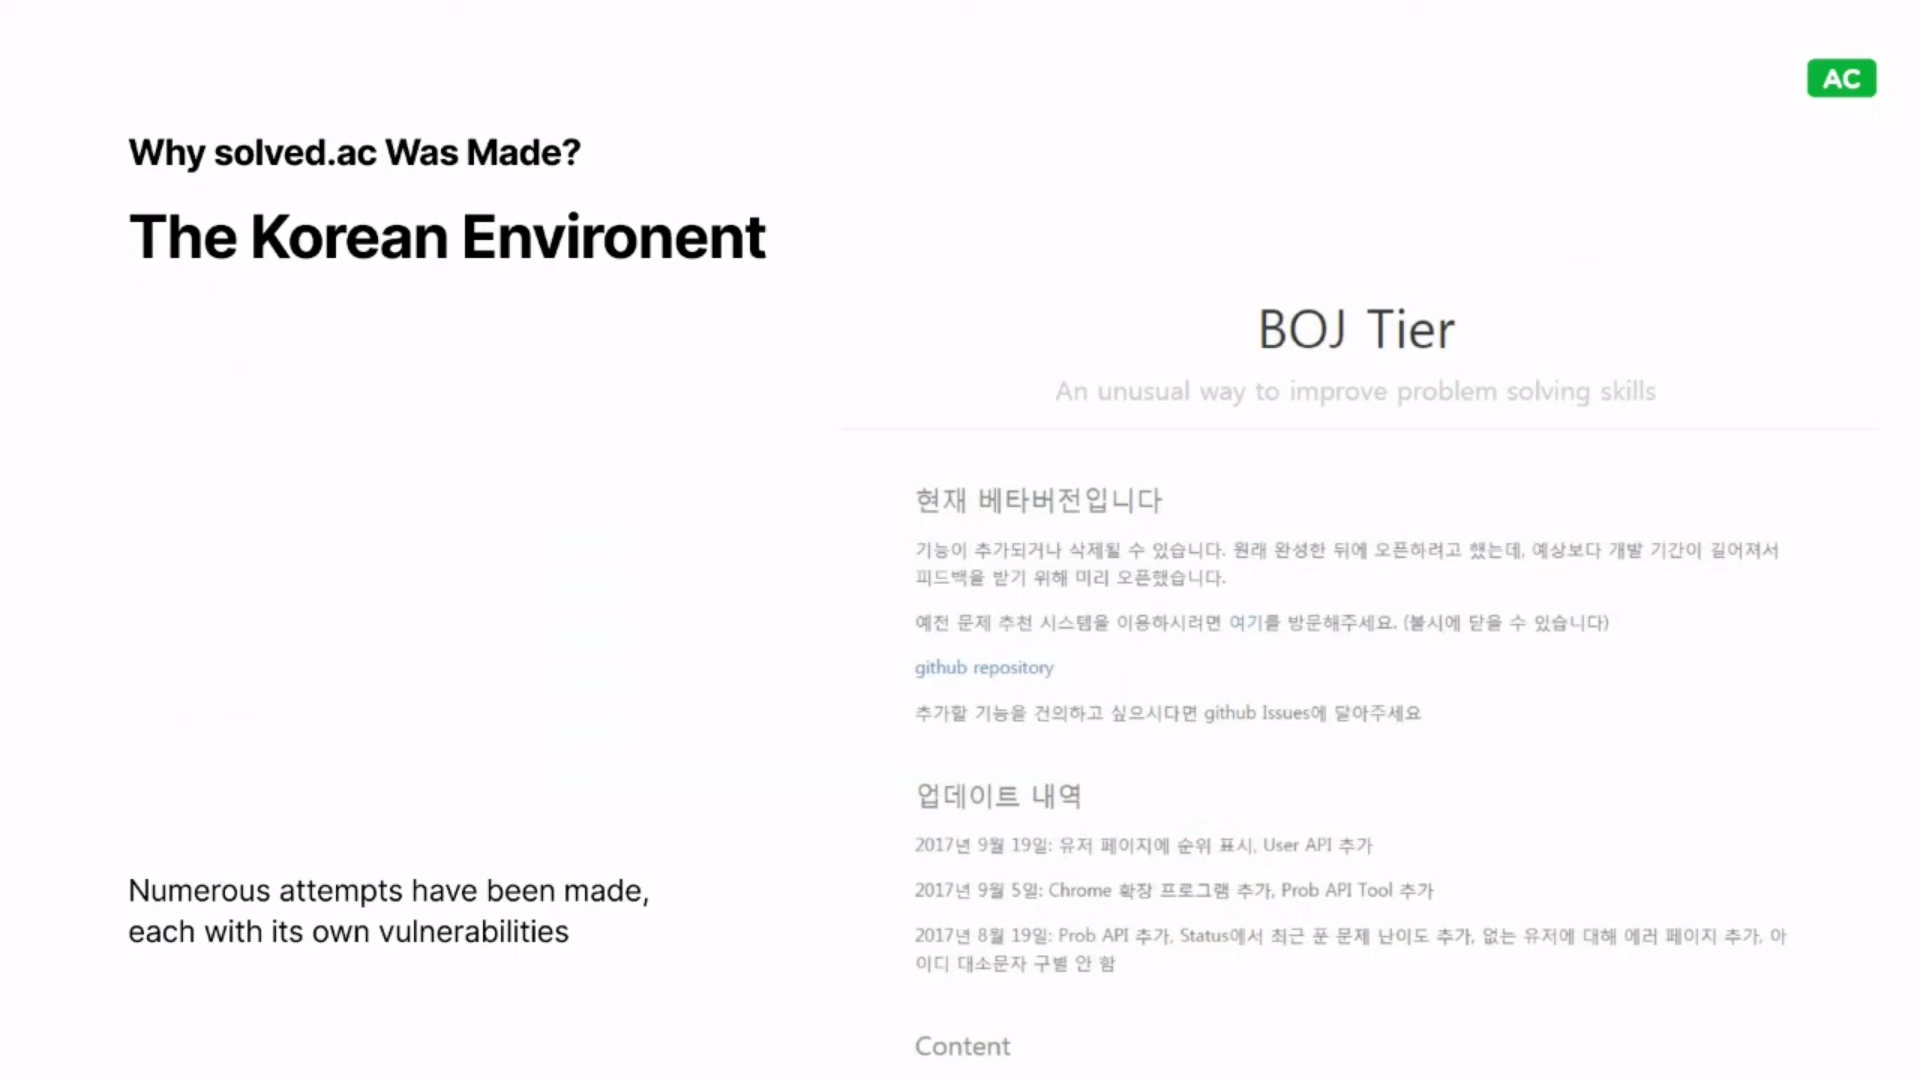 AC
Why solved.ac Was Made?
The Korean Environent
BOJ Tier
An unusual way to improve problem solving skills
현재 베타버전입니다
기능이 추가되거나 삭제될 수 있습니다. 원래 완성한 뒤에 오픈하려고 했는데, 예상보다 개발 기간이 길어져서
피드백을 받기 위해 미리 오픈했습니다.
예전 문제 추천 시스템을 이용하시려면 여기를 방문해주세요. (불시에 닫을 수 있습니다)
github repository
추가할 기능을 건의하고 싶으시다면 github Issues에 달아주세요
업데이트 내역
2017년 9월 19일: 유저 페이지에 순위 표시, User API 추가
2017년 9월 5일: Chrome 확장 프로그램 추가, Prob API Tool 추가
2017년 8월 19일: Prob API 추가, Status에서 최근 푼 문제 난이도 추가, 없는 유저에 대해 에러 페이지 추가, 아
이디 대소문자 구별 안 함
Content
Numerous attempts have been made,
each with its own vulnerabilities